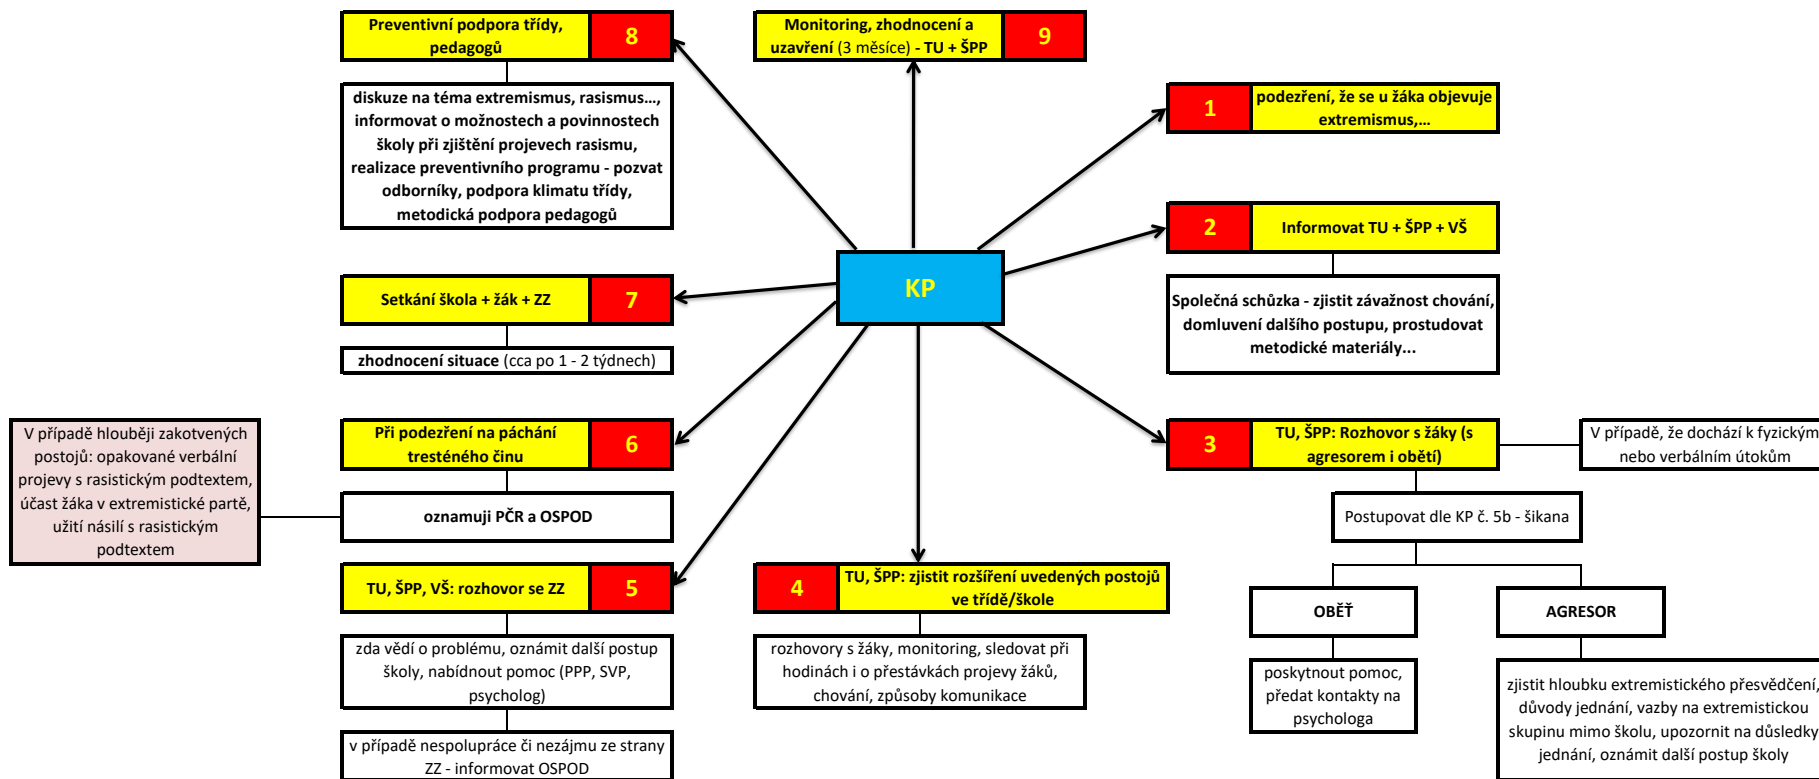 Preventivní podpora třídy,
pedagogů
8
diskuze na téma extremismus, rasismus...,
informovat o možnostech a povinnostech
školy při zjištění projevech rasismu,
realizace preventivního programu - pozvat
odborníky, podpora klimatu třídy,
metodická podpora pedagogů
Monitoring, zhodnocení a
uzavření (3 měsíce) - TU + ŠPP
9
1
podezření, že se u žáka objevuje
extremismus,...
2
Informovat TU + ŠPP + VŠ
Společná schůzka - zjistit závažnost chování,
domluvení dalšího postupu, prostudovat
metodické materiály...
KP
Setkání škola + žák + ZZ
7
zhodnocení situace (cca po 1 - 2 týdnech)
3
TU, ŠPP: Rozhovor s žáky (s
agresorem i obětí)
V případě, že dochází k fyzickým
nebo verbálním útokům
Postupovat dle KP č. 5b - šikana
OBĚŤ
poskytnout pomoc,
předat kontakty na
psychologa
AGRESOR
zjistit hloubku extremistického přesvědčení,
důvody jednání, vazby na extremistickou
skupinu mimo školu, upozornit na důsledky
jednání, oznámit další postup školy
Při podezření na páchání
tresténého činu
6
oznamuji PČR a OSPOD
V případě hlouběji zakotvených
postojů: opakované verbální
projevy s rasistickým podtextem,
účast žáka v extremistické partě,
užití násilí s rasistickým
podtextem
TU, ŠPP, VŠ: rozhovor se ZZ
5
zda vědí o problému, oznámit další postup
školy, nabídnout pomoc (PPP, SVP,
psycholog)
v případě nespolupráce či nezájmu ze strany
ZZ - informovat OSPOD
4
TU, ŠPP: zjistit rozšíření uvedených postojů
ve třídě/škole
rozhovory s žáky, monitoring, sledovat při
hodinách i o přestávkách projevy žáků,
chování, způsoby komunikace